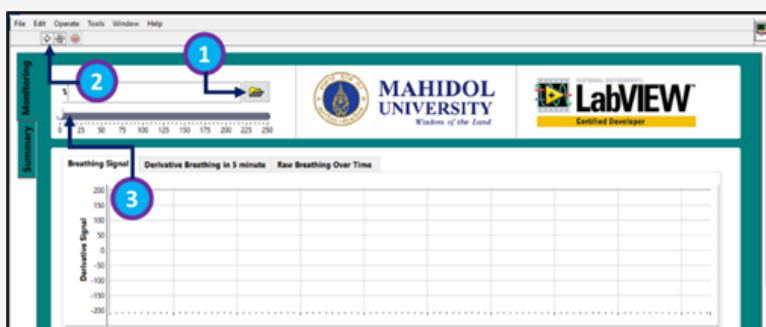 File Edit Operate Tools Window Help
1
2
3
Monitoring
Summary
0 25 50 75 100 125 150 175 200 225 250
MAHIDOL
UNIVERSITY
Wisdom of the Land
NATIONAL INSTRUMENTS
LabVIEW
Certified Developer
Breathing Signal Derivative Breathing in 5 minute Raw Breathing Over Time
Derivative Signal
200
150
100
50
0
-50
-100
-150
-200